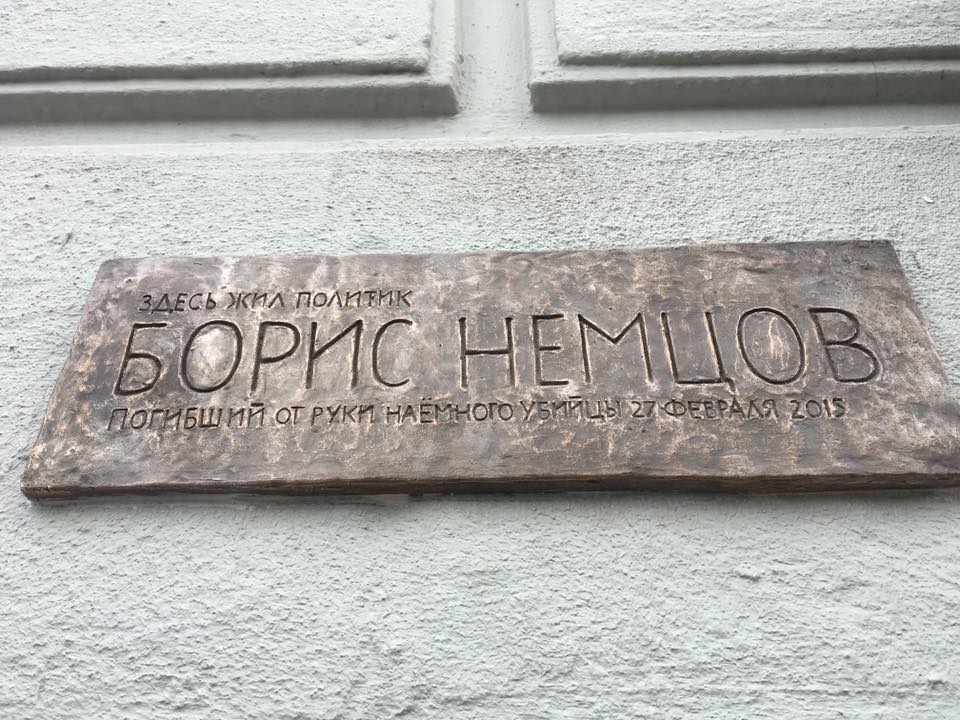 ЗДЕСЬ ЖИЛ ПОЛИТИК
БОРИС НЕМЦОВ
ПОГИБШИЙ ОТ РУКИ НАЁМНОГО УБИЙЦЫ 27 ФЕВРАЛЯ 2015